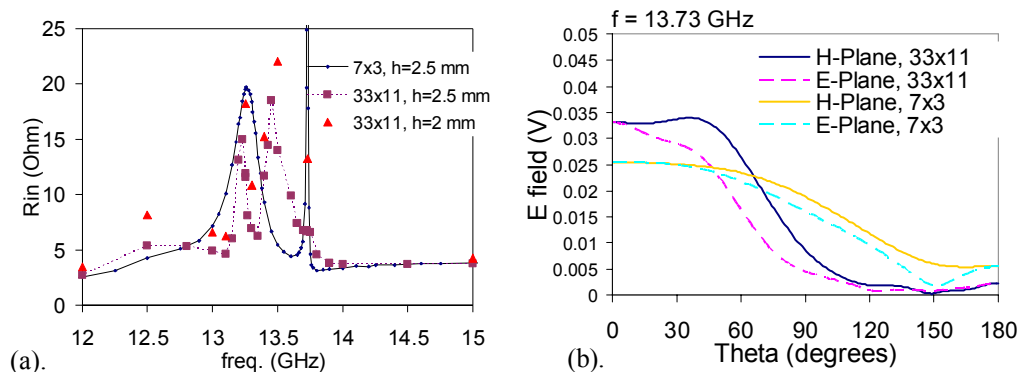 25
20
15
10
5
0
Rin (Ohm)
12
12.5
13
13.5
14
14.5
15
freq. (GHz)
7x3, h=2.5 mm
33x11, h=2.5 mm
33x11, h=2 mm
(a).
f = 13.73 GHz
0.05
0.045
0.04
0.035
0.03
0.025
0.02
0.015
0.01
0.005
0
E field (V)
0
30
60
90
120
150
180
Theta (degrees)
H-Plane, 33x11
E-Plane, 33x11
H-Plane, 7x3
E-Plane, 7x3
(b).